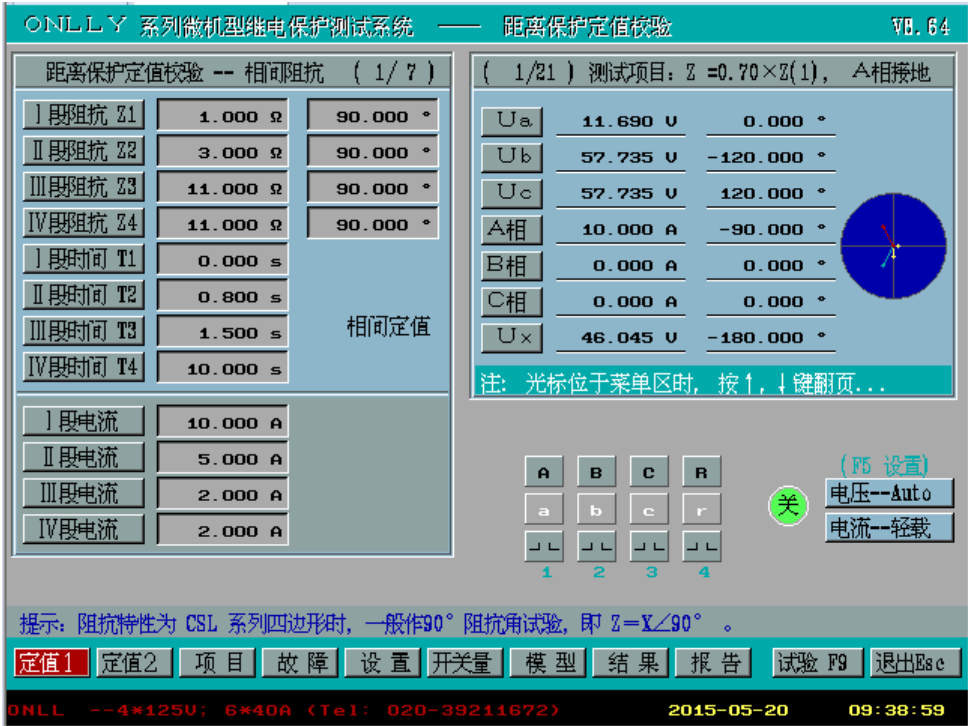 ONLLY 系列微机型继电保护测试系统 —— 距离保护定值校验 V8.64
距离保护定值校验 -- 相间阻抗 ( 1/ 7 )
Ⅰ段阻抗 Z1 1.000 Ω 90.000 °
Ⅱ段阻抗 Z2 3.000 Ω 90.000 °
Ⅲ段阻抗 Z3 11.000 Ω 90.000 °
Ⅳ段阻抗 Z4 11.000 Ω 90.000 °
Ⅰ段时间 T1 0.000 s
Ⅱ段时间 T2 0.800 s
Ⅲ段时间 T3 1.500 s
Ⅳ段时间 T4 10.000 s
相间定值
Ⅰ段电流 10.000 A
Ⅱ段电流 5.000 A
Ⅲ段电流 2.000 A
Ⅳ段电流 2.000 A
( 1/21 ) 测试项目: Z =0.70×Z(1), A相接地
Ua 11.690 V 0.000 °
Ub 57.735 V -120.000 °
Uc 57.735 V 120.000 °
A相 10.000 A -90.000 °
B相 0.000 A 0.000 °
C相 0.000 A 0.000 °
Ux 46.045 V -180.000 °
注: 光标位于菜单区时, 按↑,↓键翻页...
A B C R
a b c r
1 2 3 4
关
(F5 设置)
电压--Auto
电流--轻载
提示: 阻抗特性为 CSL 系列四边形时, 一般作90°阻抗角试验, 即 Z=X∠90° 。
定值1 定值2 项 目 故 障 设 置 开关量 模 型 结 果 报 告 试验 F9 退出Esc
ONLL --4*125V; 6*40A (Tel: 020-39211672) 2015-05-20 09:38:59